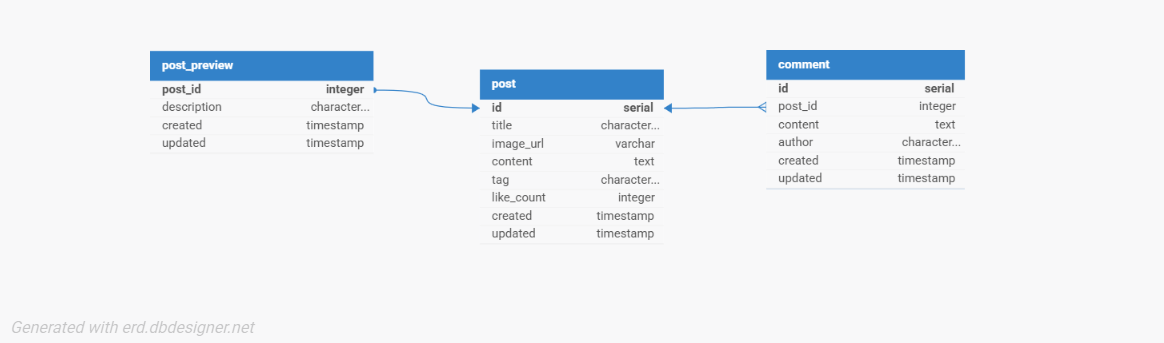 post_preview
post_id integer
description character...
created timestamp
updated timestamp
post
id serial
title character...
image_url varchar
content text
tag character...
like_count integer
created timestamp
updated timestamp
comment
id serial
post_id integer
content text
author character...
created timestamp
updated timestamp
Generated with erd.dbdesigner.net